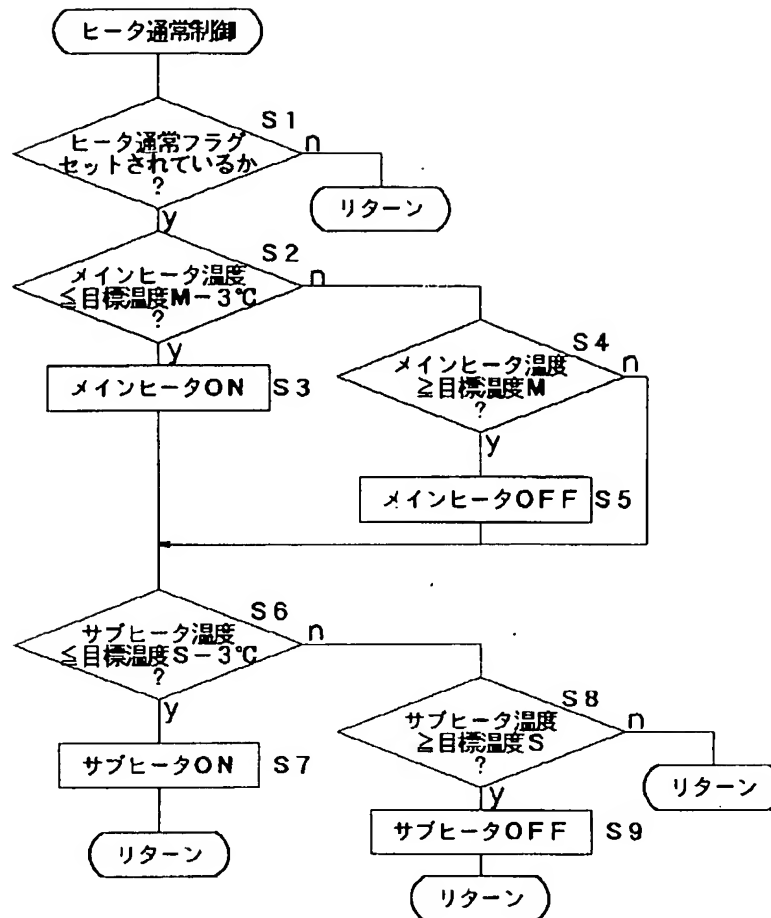 ヒータ通常制御
S1
ヒータ通常フラグ
セットされているか
?
n
リターン
y
S2
メインヒータ温度
≦目標温度M−3℃
?
n
y
メインヒータON
S3
S4
メインヒータ温度
≧目標温度M
?
n
y
メインヒータOFF
S5
S6
サブヒータ温度
≦目標温度S−3℃
?
n
y
サブヒータON
S7
リターン
S8
サブヒータ温度
≧目標温度S
?
n
リターン
y
サブヒータOFF
S9
リターン